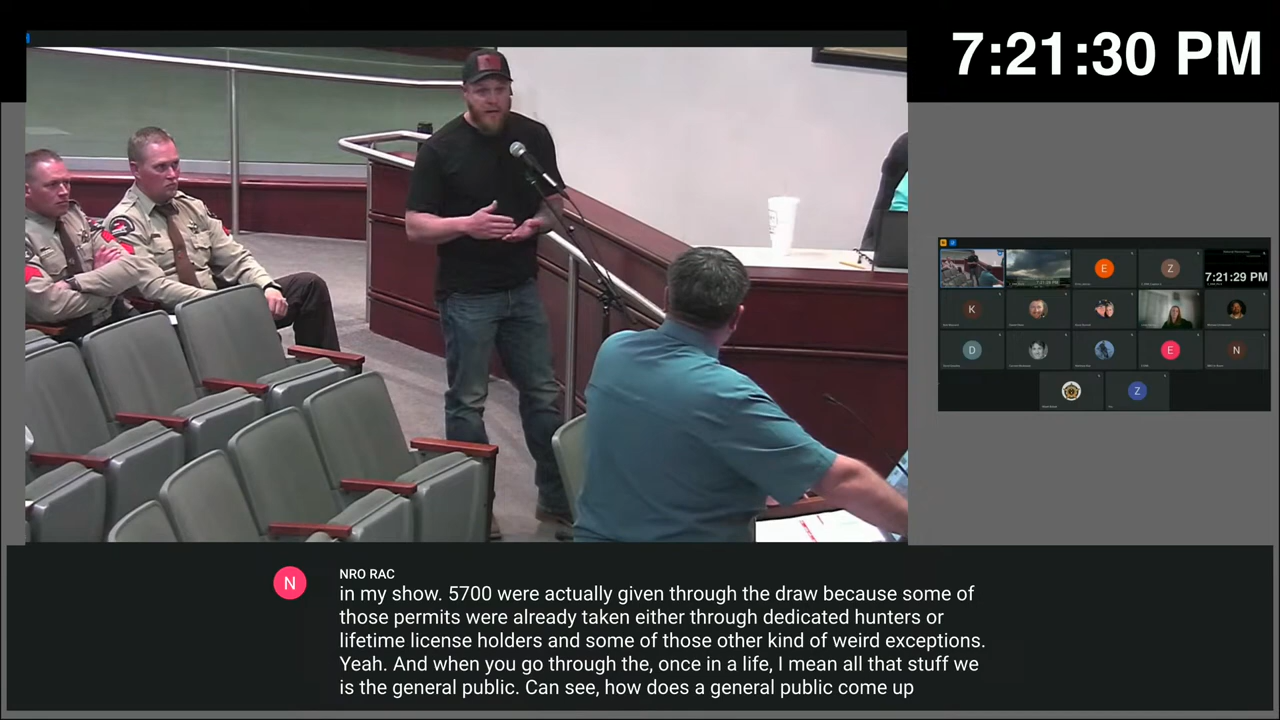 7:21:30 PM
E
Z
7:21:29 PM
K
D
E
N
Z
N
NRO RAC
in my show. 5700 were actually given through the draw because some of
those permits were already taken either through dedicated hunters or
lifetime license holders and some of those other kind of weird exceptions.
Yeah. And when you go through the, once in a life, I mean all that stuff we
is the general public. Can see, how does a general public come up